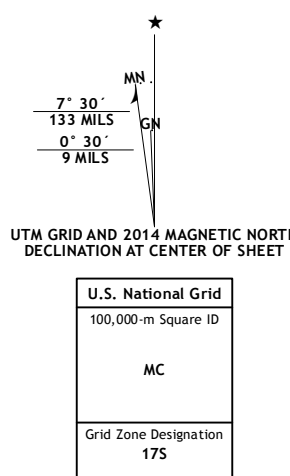 MN
GN
7° 30´
133 MILS
0° 30´
9 MILS
UTM GRID AND 2014 MAGNETIC NORT
DECLINATION AT CENTER OF SHEET
U.S. National Grid
100,000-m Square ID
MC
Grid Zone Designation
17S